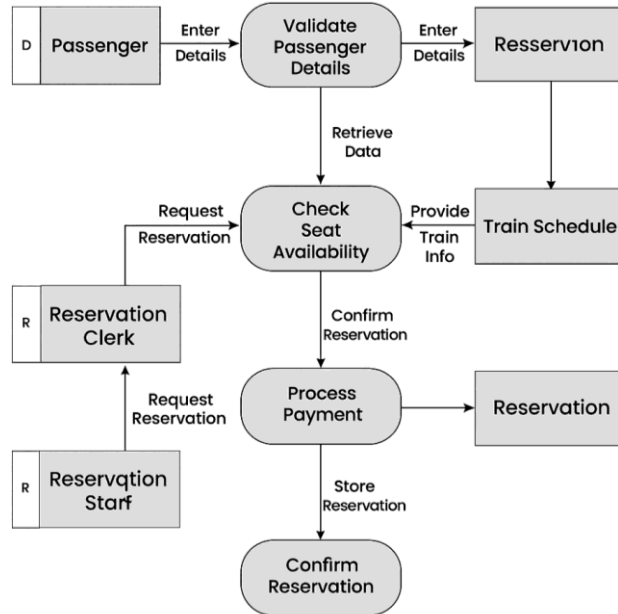 D
Passenger
Enter
Details
Validate
Passenger
Details
Enter
Details
Resserv1on
Retrieve
Data
Request
Reservation
Check
Seat
Availability
Provide
Train
Info
Train Schedule
R
Reservation
Clerk
Confirm
Reservation
Request
Reservation
Process
Payment
Reservation
R
Reservqtion
Starf
Store
Reservation
Confirm
Reservation